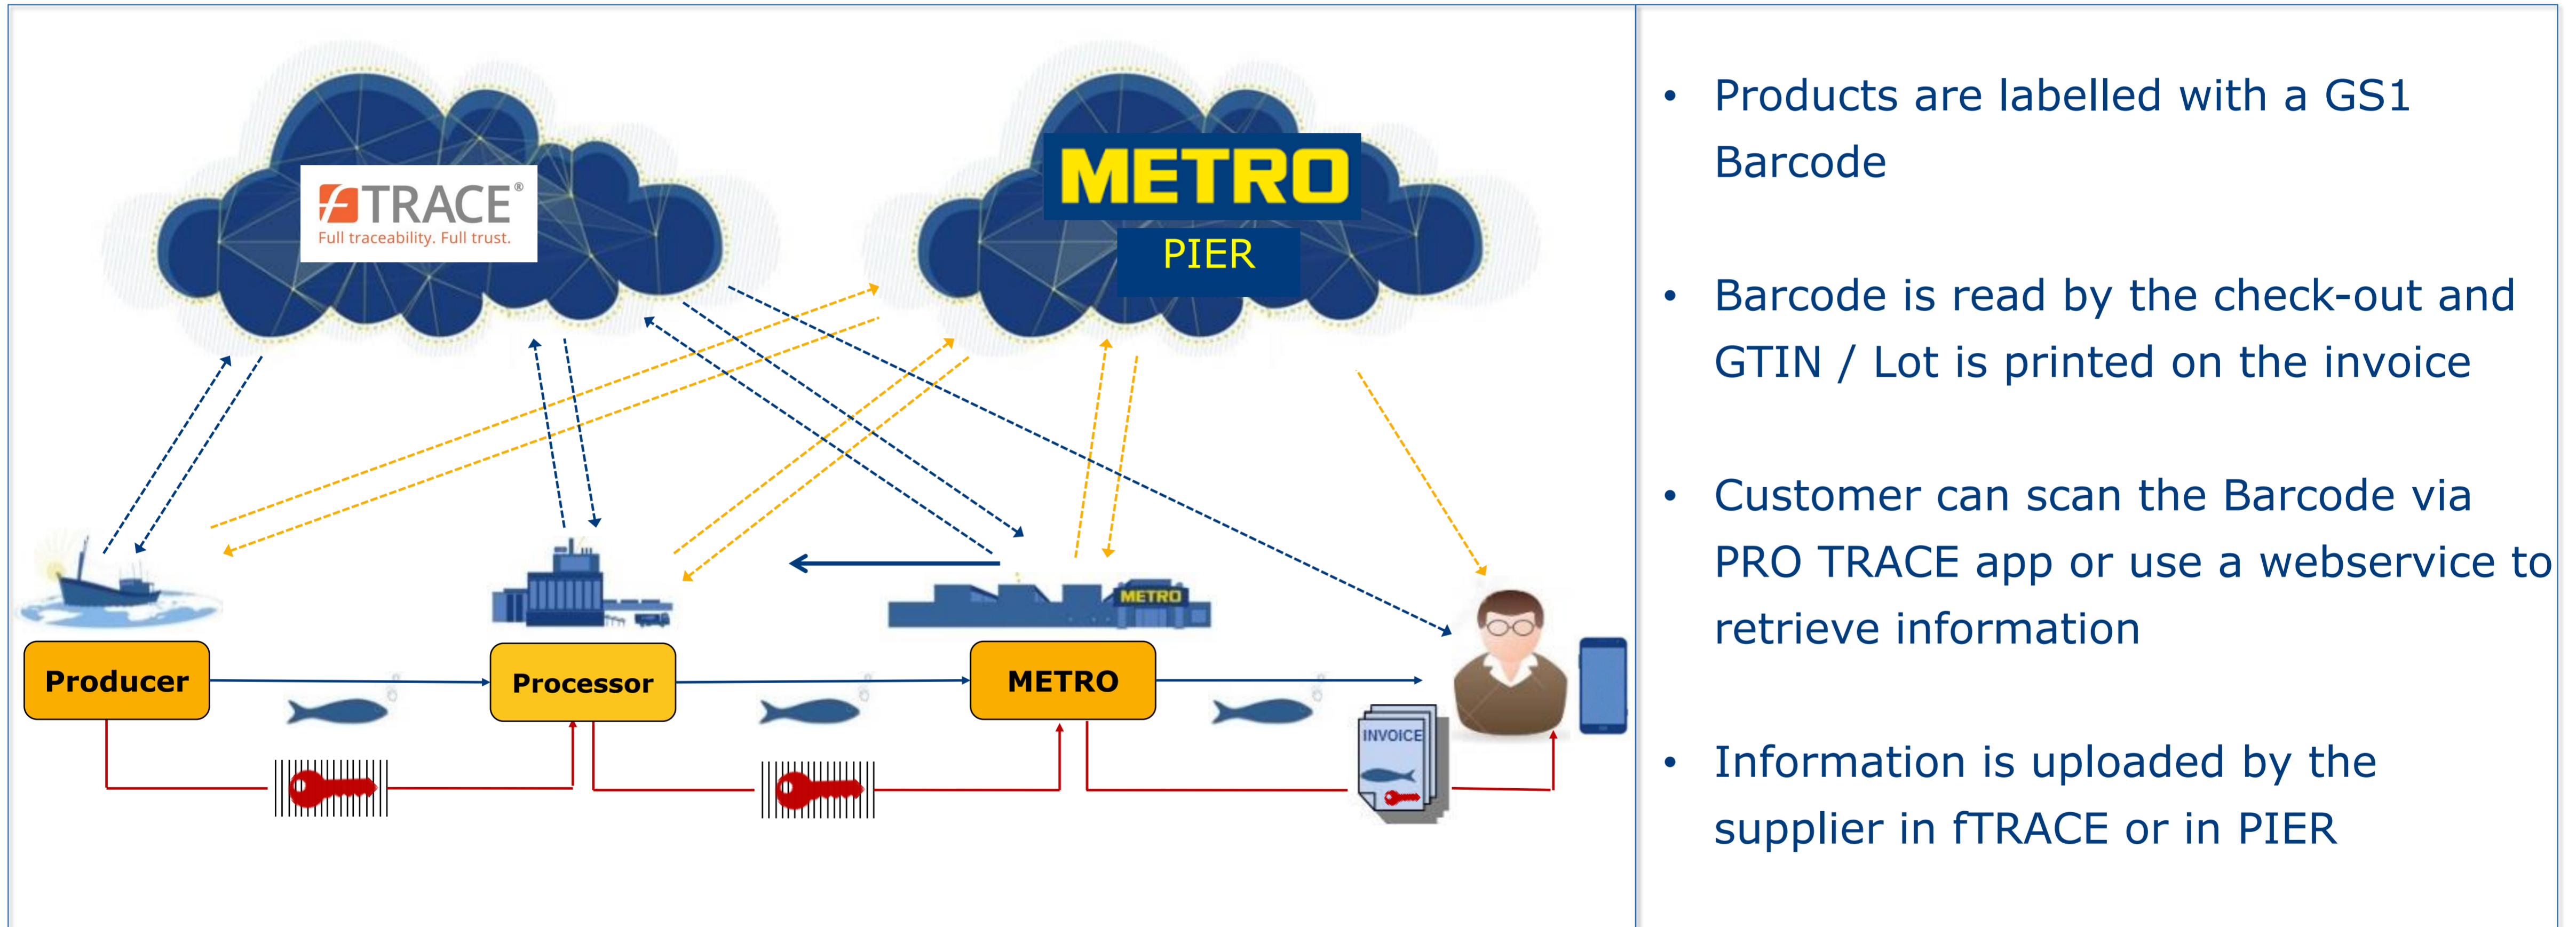 fTRACE®
Full traceability. Full trust.
METRO
PIER
METRO
Producer
Processor
METRO
INVOICE
• Products are labelled with a GS1
Barcode
• Barcode is read by the check-out and
GTIN / Lot is printed on the invoice
• Customer can scan the Barcode via
PRO TRACE app or use a webservice to
retrieve information
• Information is uploaded by the
supplier in fTRACE or in PIER